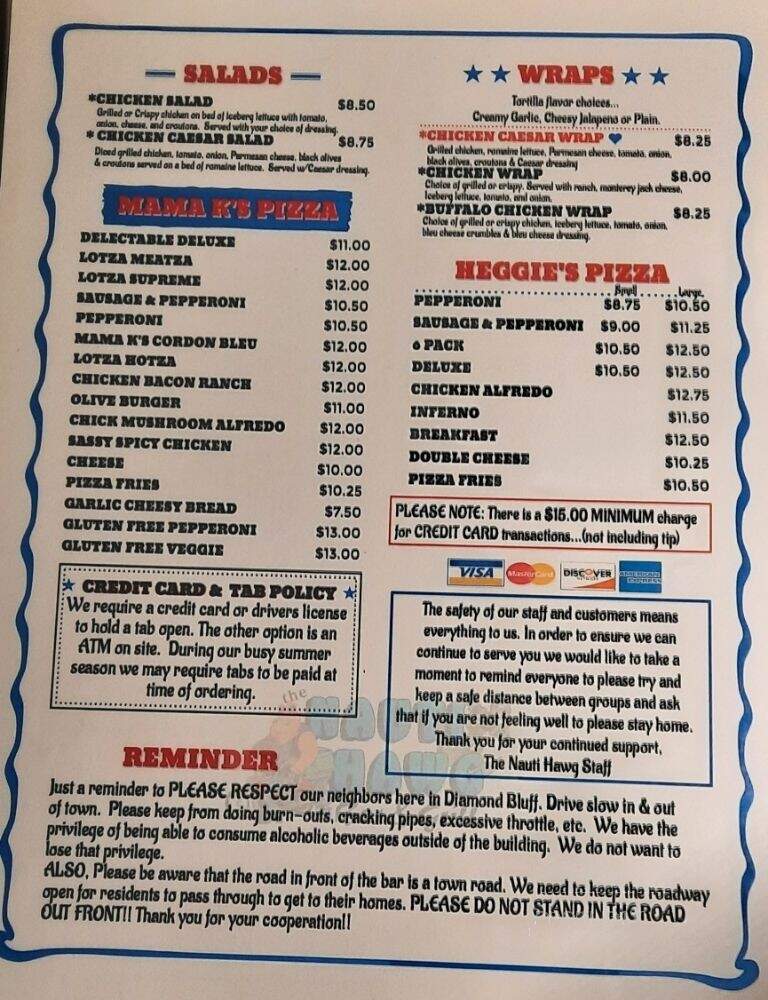 SALADS
*CHICKEN SALAD $8.50
Grilled or Crispy chicken on bed of Iceberg lettuce with tomato,
onion, cheese, and croutons. Served with your choice of dressing.
* CHICKEN CAESAR SALAD $8.75
Diced grilled chicken, tomato, onion, Parmesan cheese, black olives
& croutons served on a bed of romaine lettuce. Served w/Caesar dressing.
MAMA K'S PIZZA
DELECTABLE DELUXE $11.00
LOTZA MEATZA $12.00
LOTZA SUPREME $12.00
SAUSAGE & PEPPERONI $10.50
PEPPERONI $10.50
MAMA K'S CORDON BLEU $12.00
LOTZA HOTZA $12.00
CHICKEN BACON RANCH $12.00
OLIVE BURGER $11.00
CHICK MUSHROOM ALFREDO $12.00
SASSY SPICY CHICKEN $12.00
CHEESE $10.00
PIZZA FRIES $10.25
GARLIC CHEESY BREAD $7.50
GLUTEN FREE PEPPERONI $13.00
GLUTEN FREE VEGGIE $13.00
★ CREDIT CARD & TAB POLICY ★
We require a credit card or drivers license
to hold a tab open. The other option is an
ATM on site. During our busy summer
season we may require tabs to be paid at
time of ordering.
★ ★ WRAPS ★ ★
Tortilla flavor choices...
Creamy Garlic, Cheesy Jalapeno or Plain.
*CHICKEN CAESAR WRAP $8.25
Grilled chicken, romaine lettuce, Parmesan cheese, tomato, onion,
black olives, croutons & Caesar dressing
*CHICKEN WRAP $8.00
Choice of grilled or crispy. Served with ranch, monterey jack cheese,
Iceberg lettuce, tomato, and onion.
*BUFFALO CHICKEN WRAP $8.25
Choice of grilled or crispy chicken, Iceberg lettuce, tomato, onion,
bleu cheese crumbles & bleu cheese dressing.
HEGGIE'S PIZZA
Small Large
PEPPERONI $8.75 $10.50
SAUSAGE & PEPPERONI $9.00 $11.25
6 PACK $10.50 $12.50
DELUXE $10.50 $12.50
CHICKEN ALFREDO $12.75
INFERNO $11.50
BREAKFAST $12.50
DOUBLE CHEESE $10.25
PIZZA FRIES $10.50
PLEASE NOTE: There is a $15.00 MINIMUM charge
for CREDIT CARD transactions...(not including tip)
VISA MasterCard DISCOVER AMERICAN EXPRESS
The safety of our staff and customers means
everything to us. In order to ensure we can
continue to serve you we would like to take a
moment to remind everyone to please try and
keep a safe distance between groups and ask
that if you are not feeling well to please stay home.
Thank you for your continued support,
The Nauti Hawg Staff
the
NAUTI
HAWG
REMINDER
Just a reminder to PLEASE RESPECT our neighbors here in Diamond Bluff. Drive slow in & out
of town. Please keep from doing burn-outs, cracking pipes, excessive throttle, etc. We have the
privilege of being able to consume alcoholic beverages outside of the building. We do not want to
lose that privilege.
ALSO, Please be aware that the road in front of the bar is a town road. We need to keep the roadway
open for residents to pass through to get to their homes. PLEASE DO NOT STAND IN THE ROAD
OUT FRONT!! Thank you for your cooperation!!